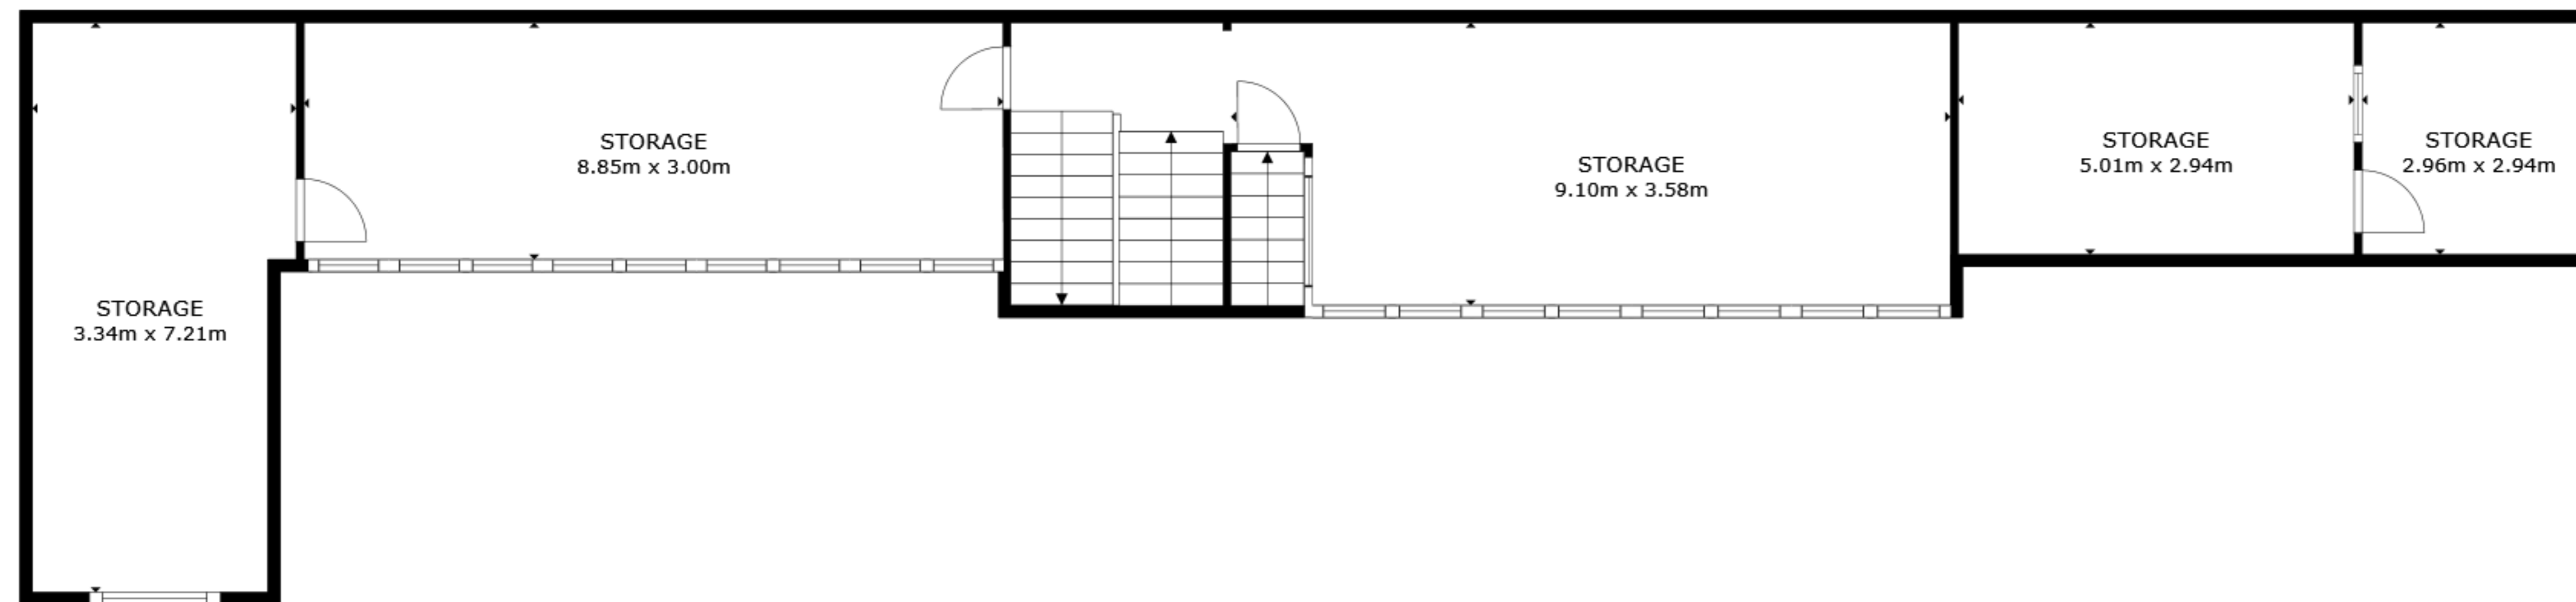 STORAGE
8.85m x 3.00m
STORAGE
9.10m x 3.58m
STORAGE
5.01m x 2.94m
STORAGE
2.96m x 2.94m
STORAGE
3.34m x 7.21m